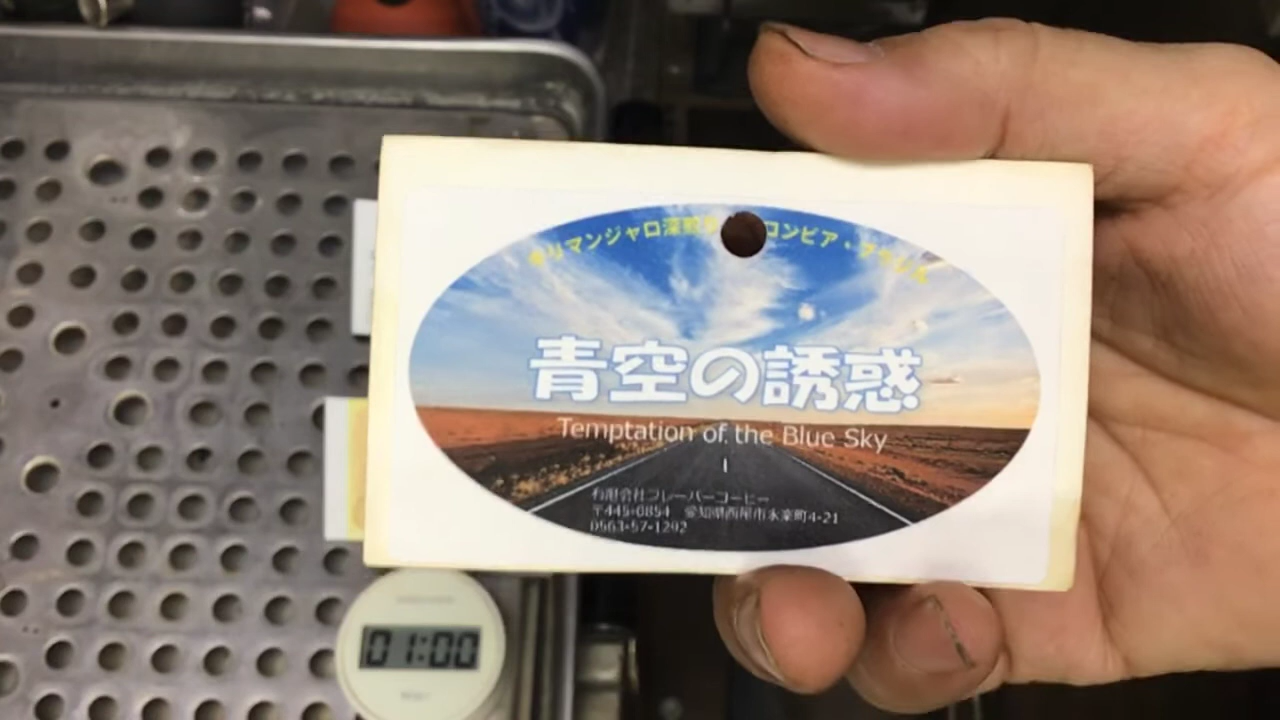 キリマンジャロ深煎 コンビア・ブラジル
青空の誘惑
Temptation of the Blue Sky
有限会社フレーバーコーヒー
〒445-0854 愛知県西尾市永楽町4-21
0563-57-1292
01:00